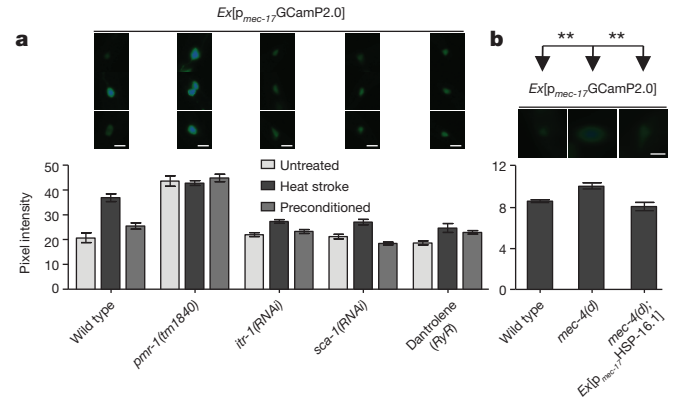 Ex[pmec-17GCamP2.0]
a
b
** **
Ex[pmec-17GCamP2.0]
Pixel intensity
50
40
30
20
10
0
Untreated
Heat stroke
Preconditioned
12
8
4
0
Wild type
pmr-1(tm1840)
itr-1(RNAi)
sca-1(RNAi)
Dantrolene
(RyR)
Wild type
mec-4(d)
mec-4(d);
Ex[pmec-17HSP-16.1]